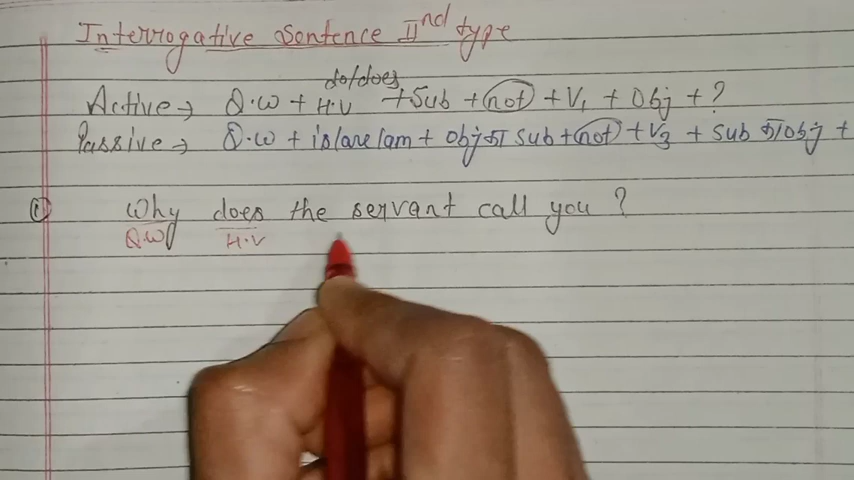 Interrogative Sentence IInd type
do/does
Active → Q.W + H.V + Sub + not + V1 + Obj + ?
Passive → Q.W + is/are/am + Obj का Sub + not + V3 + Sub का obj +
① Why does the servant call you ?
Q.W H.V